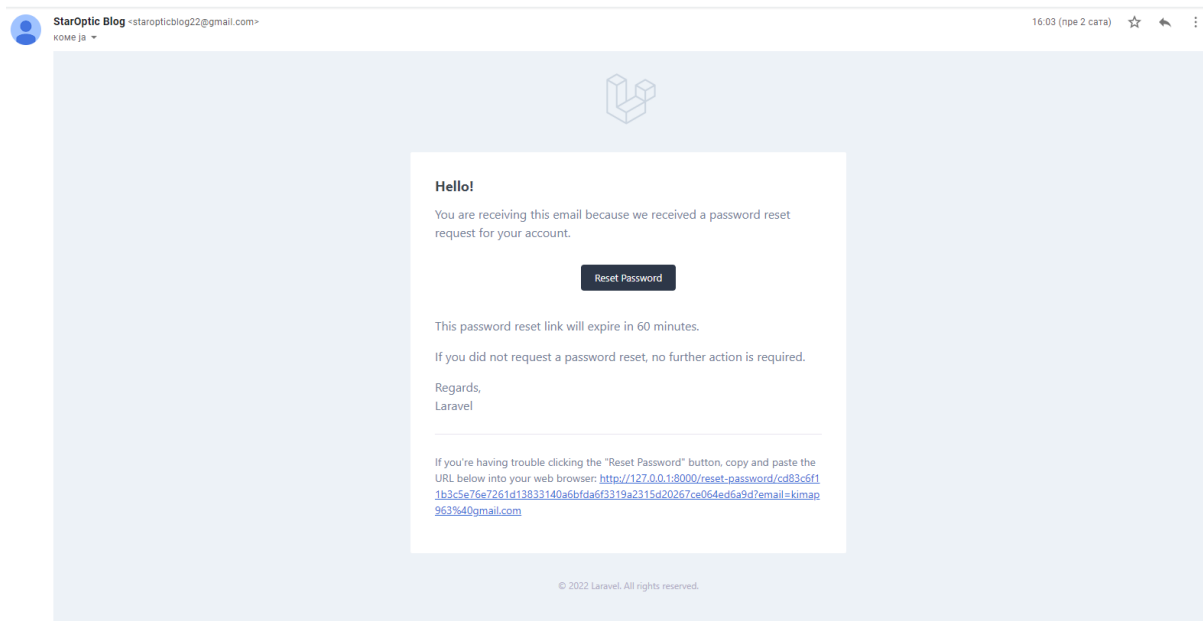 StarOptic Blog <staropticblog22@gmail.com>
16:03 (пре 2 сата)
коме ја
Hello!
You are receiving this email because we received a password reset
request for your account.
Reset Password
This password reset link will expire in 60 minutes.
If you did not request a password reset, no further action is required.
Regards,
Laravel
If you're having trouble clicking the "Reset Password" button, copy and paste the
URL below into your web browser: http://127.0.0.1:8000/reset-password/cd83c6f1
1b3c5e76e7261d13833140a6bfda6f3319a2315d20267ce064ed6a9d?email=kimap
963%40gmail.com
© 2022 Laravel. All rights reserved.